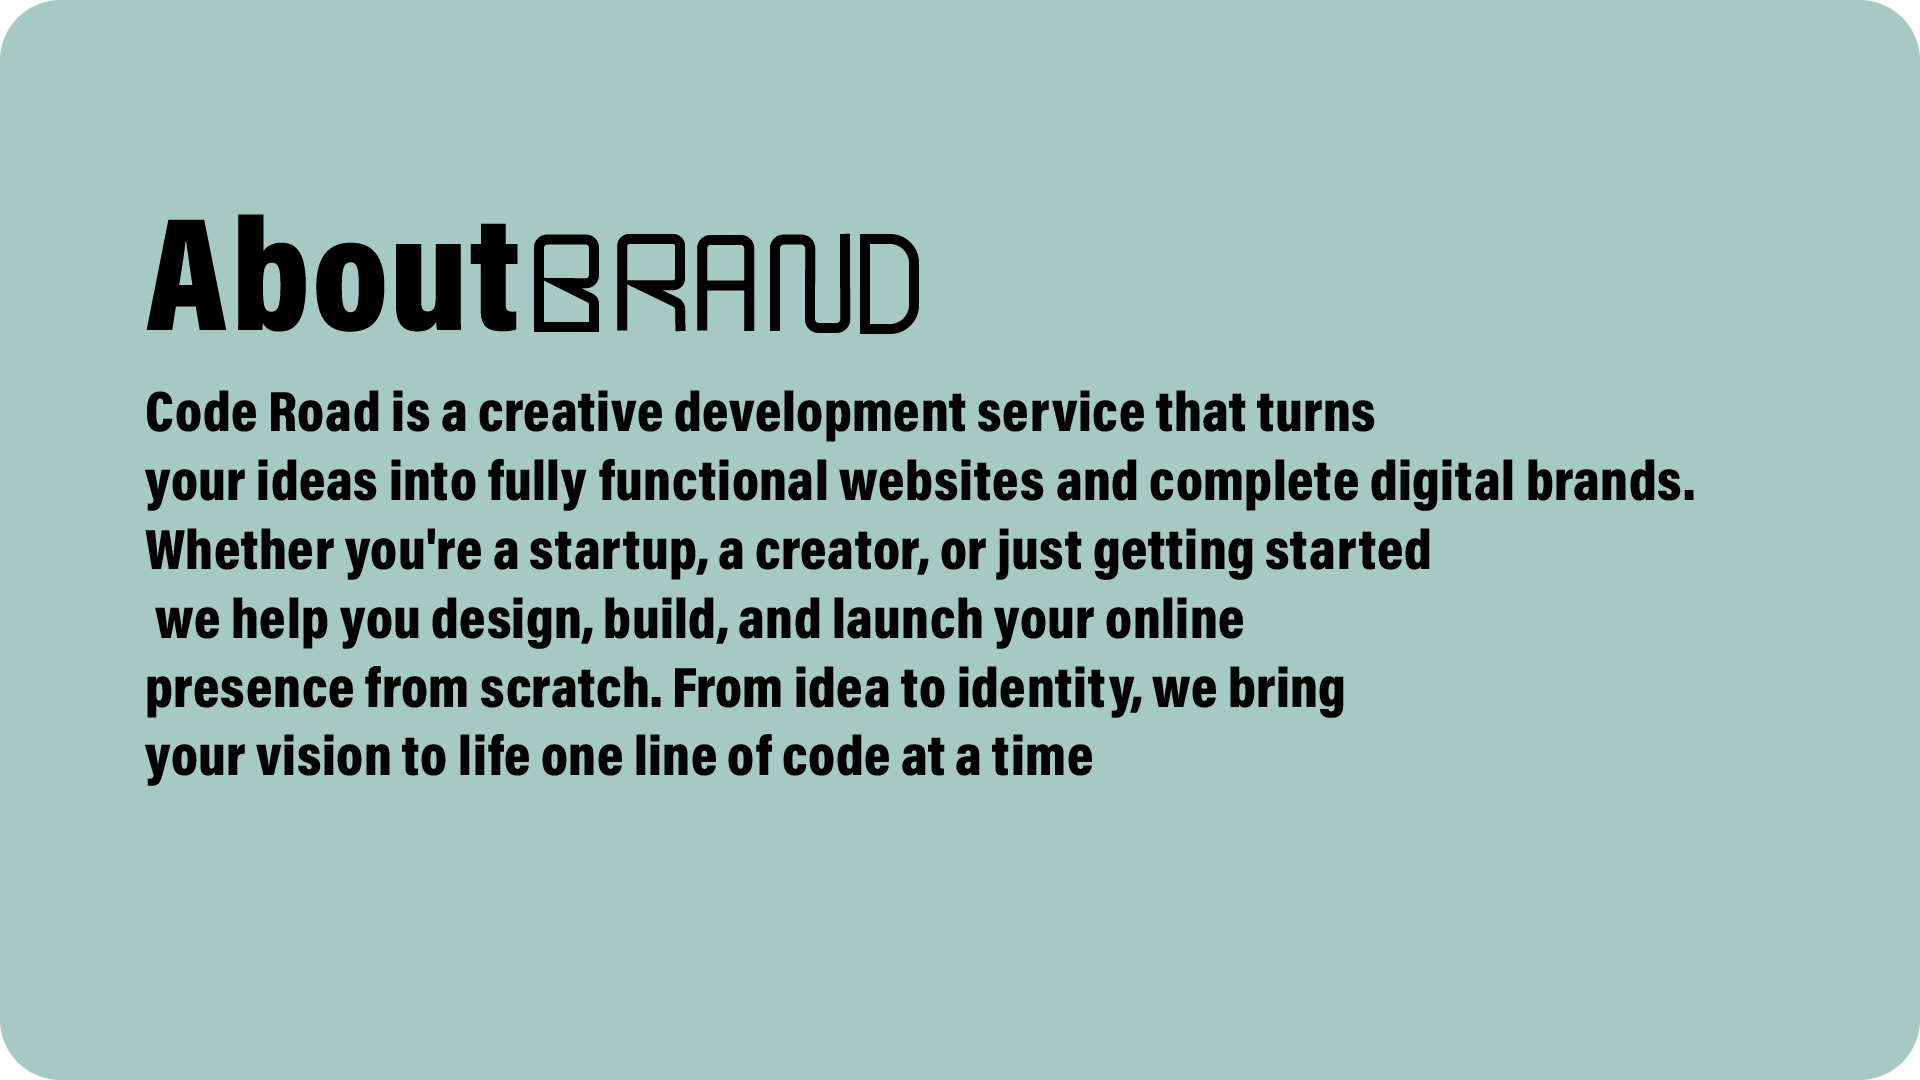 About BRAND
Code Road is a creative development service that turns
your ideas into fully functional websites and complete digital brands.
Whether you're a startup, a creator, or just getting started
we help you design, build, and launch your online
presence from scratch. From idea to identity, we bring
your vision to life one line of code at a time